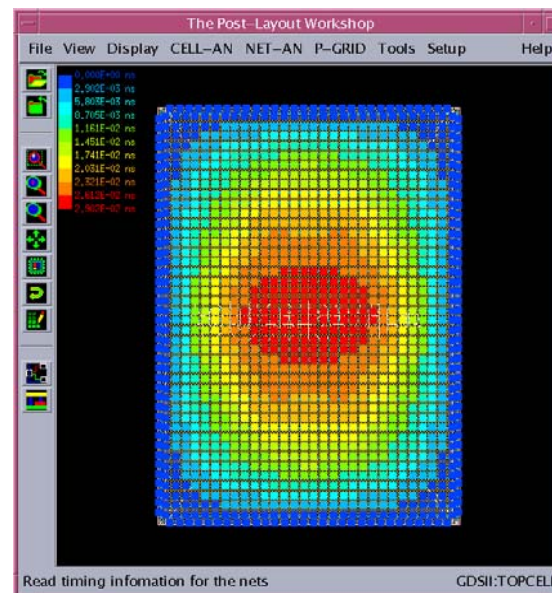 The Post-Layout Workshop
File View Display CELL-AN NET-AN P-GRID Tools Setup Help
0.000E+00 ns
2.902E-03 ns
5.803E-03 ns
8.705E-03 ns
1.161E-02 ns
1.451E-02 ns
1.741E-02 ns
2.031E-02 ns
2.321E-02 ns
2.612E-02 ns
2.902E-02 ns
Read timing infomation for the nets GDSII:TOPCELL